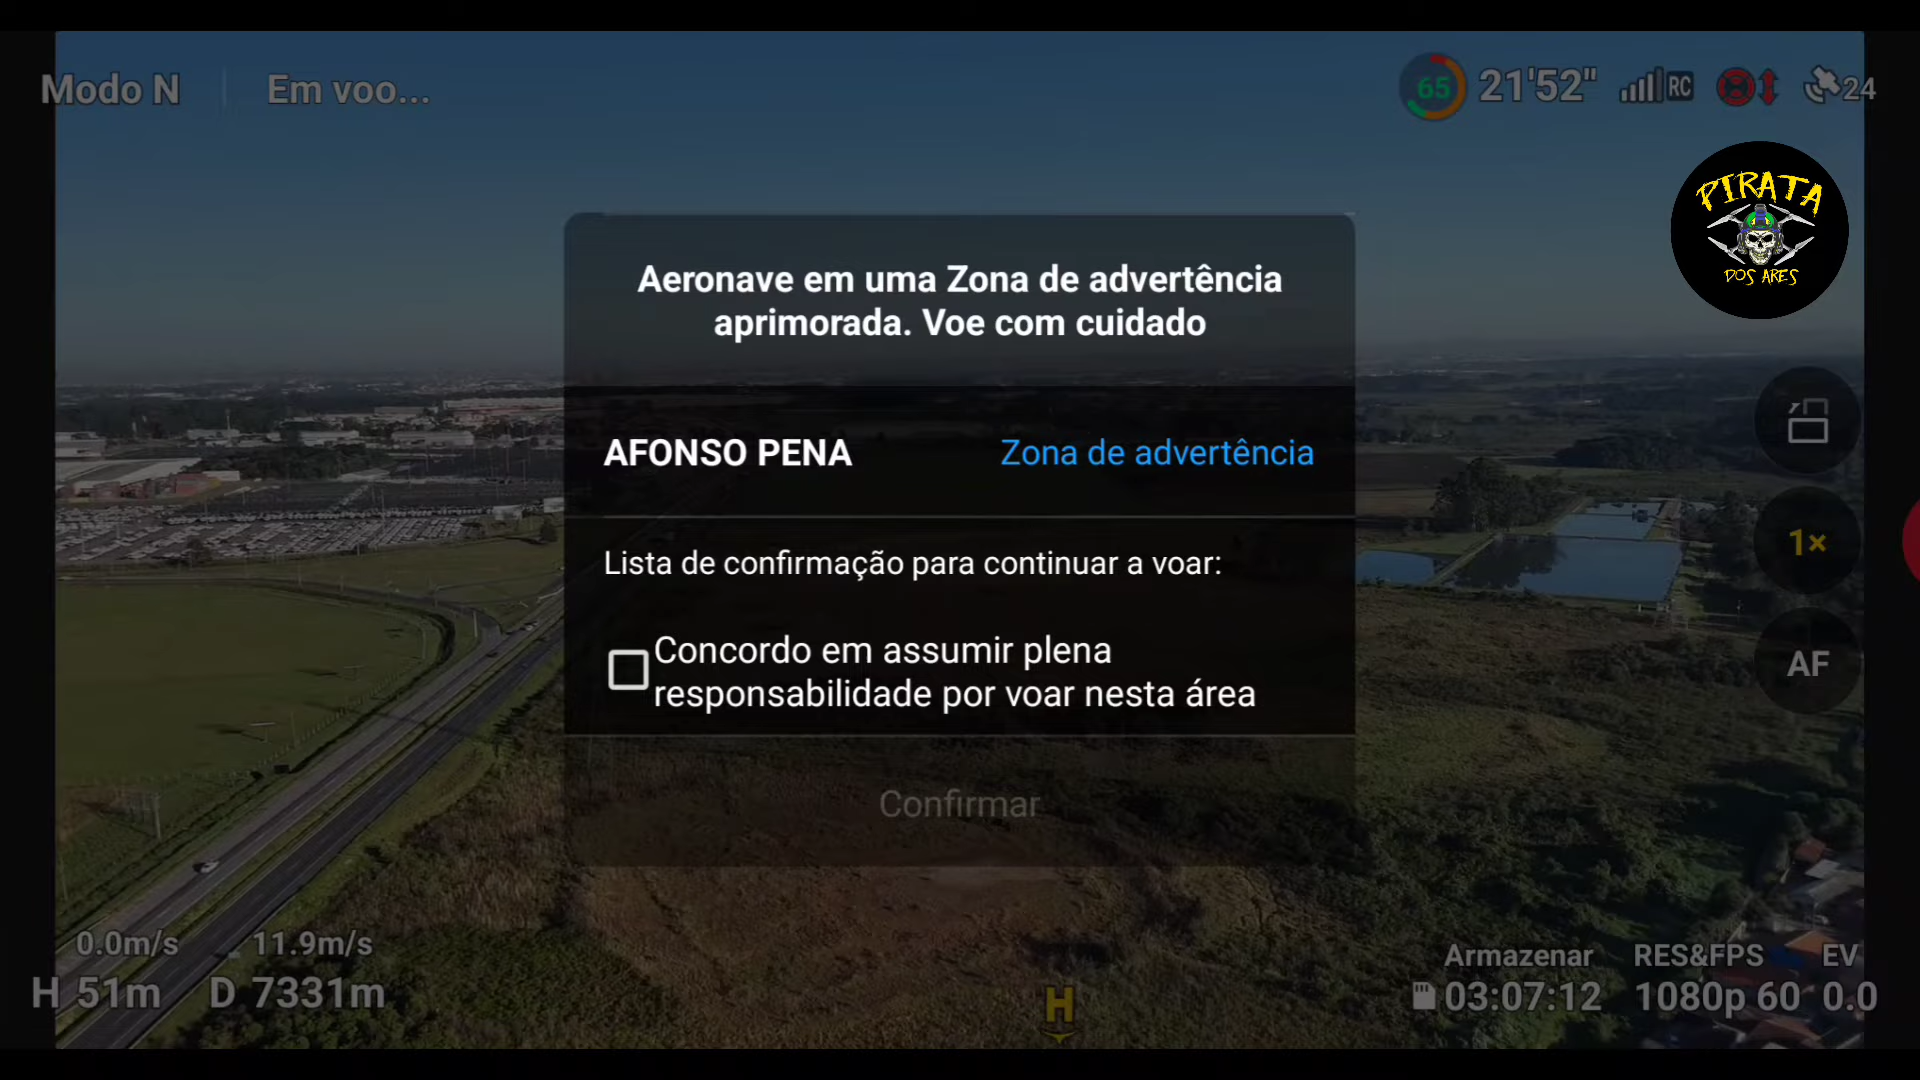 Modo N
Em voo...
65
21'52"
RC
24
PIRATA
DOS ARES
Aeronave em uma Zona de advertência
aprimorada. Voe com cuidado
AFONSO PENA
Zona de advertência
Lista de confirmação para continuar a voar:
1×
Concordo em assumir plena
responsabilidade por voar nesta área
AF
Confirmar
0.0m/s
11.9m/s
H 51m
D 7331m
H
Armazenar
RES&FPS
EV
03:07:12
1080p 60
0.0